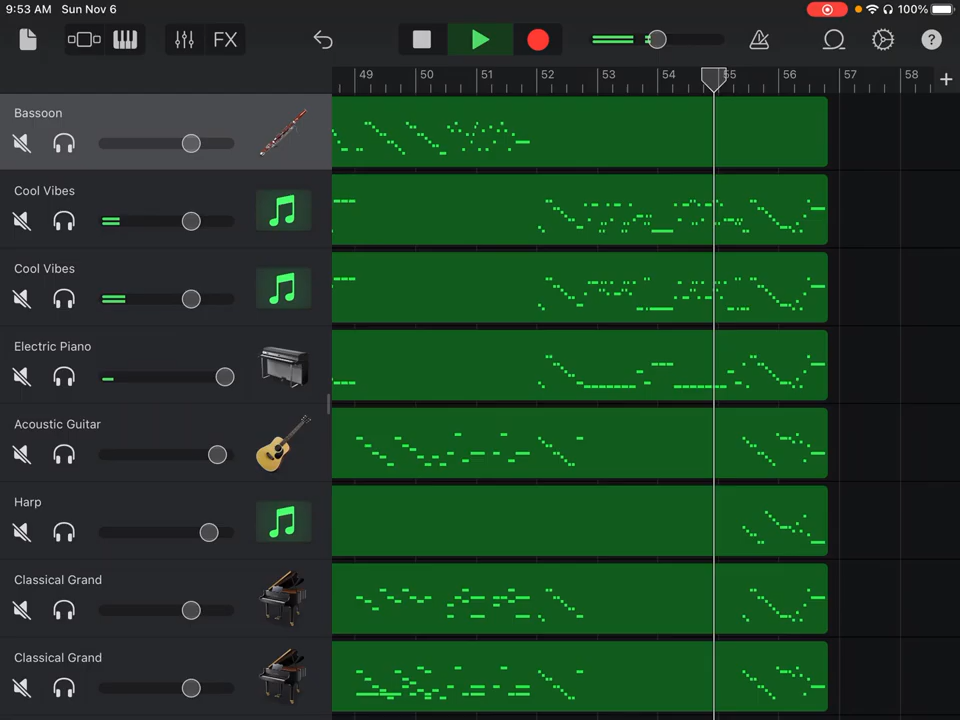 9:53 AM Sun Nov 6
100%
FX
?
49 50 51 52 53 54 55 56 57 58 +
Bassoon
Cool Vibes
Cool Vibes
Electric Piano
Acoustic Guitar
Harp
Classical Grand
Classical Grand